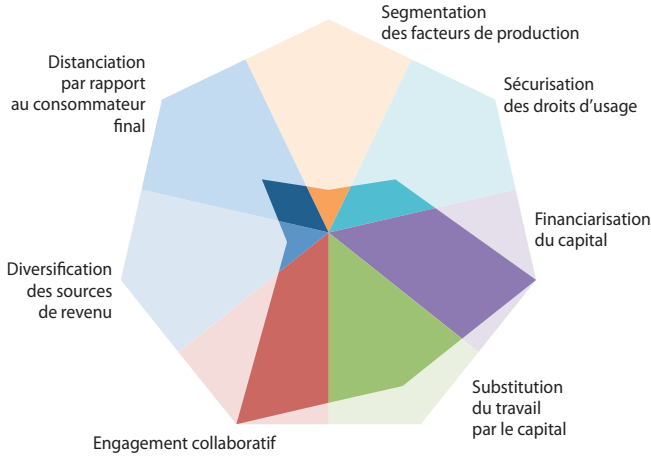 Segmentation
des facteurs de production
Sécurisation
des droits d’usage
Financiarisation
du capital
Substitution
du travail
par le capital
Engagement collaboratif
Diversification
des sources
de revenu
Distanciation
par rapport
au consommateur
final